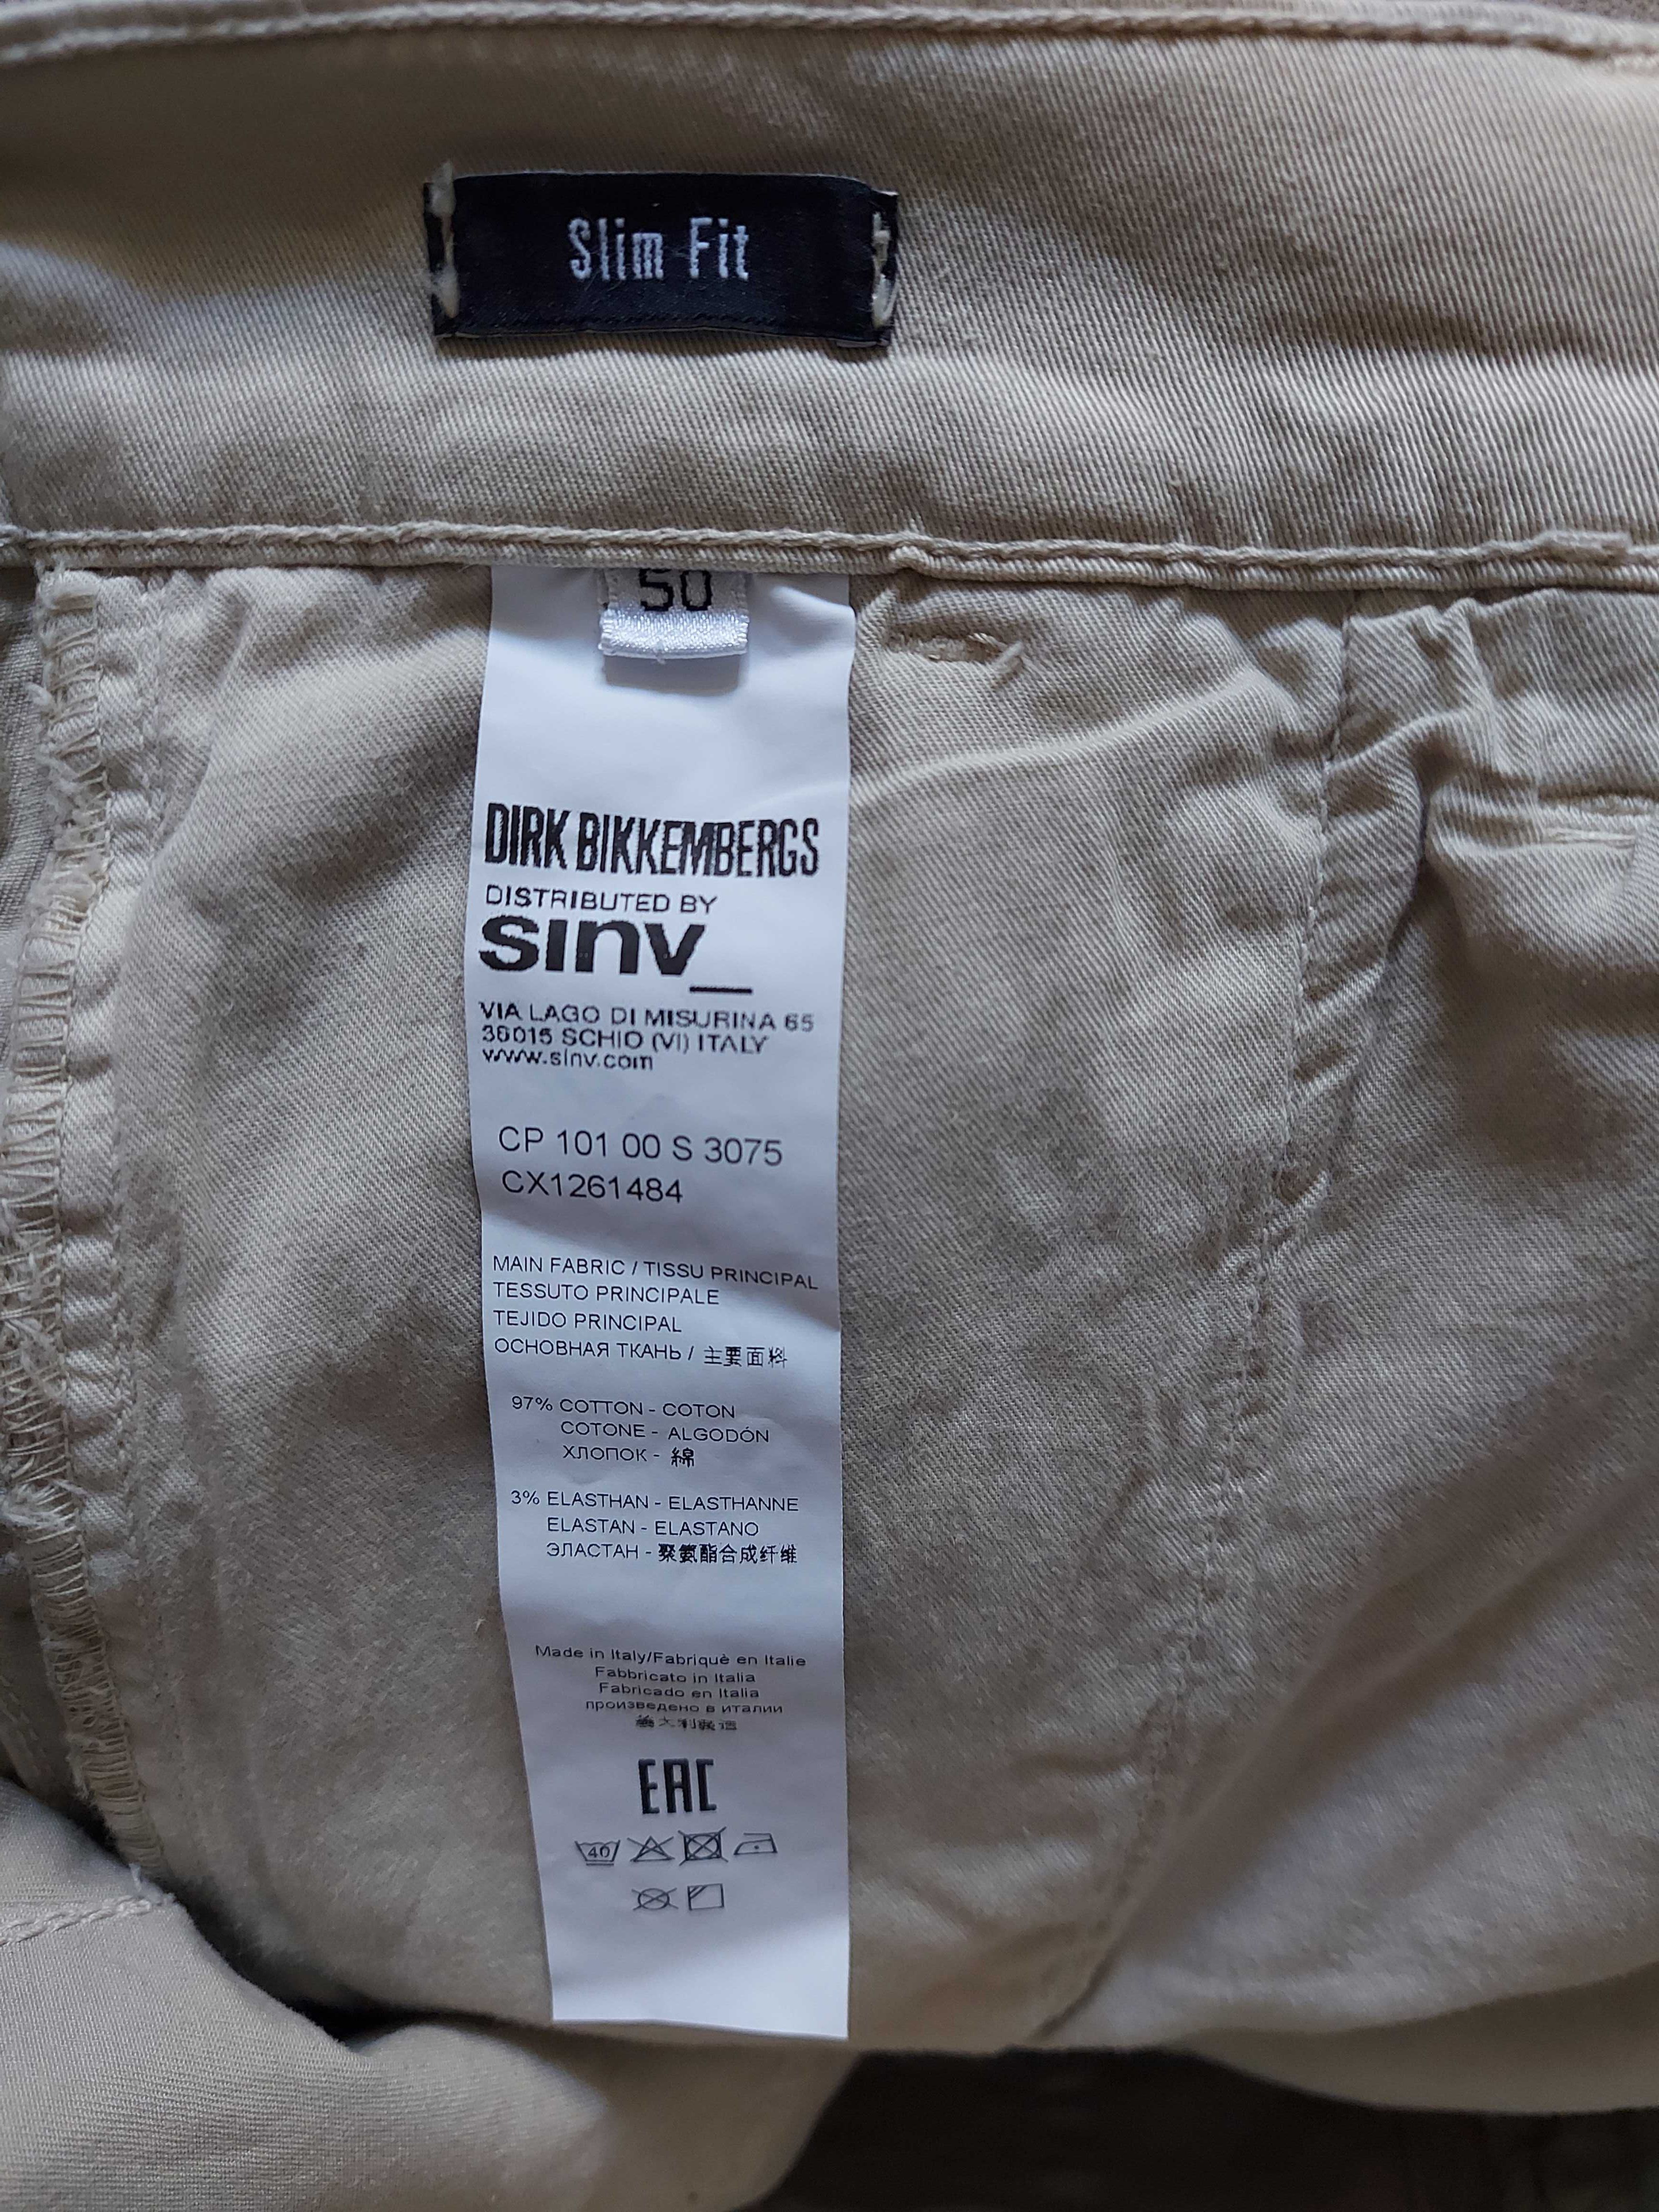 Slim Fit
50
DIRK BIKKEMBERGS
DISTRIBUTED BY
sinv_
VIA LAGO DI MISURINA 65
36015 SCHIO (VI) ITALY
www.sinv.com
CP 101 00 S 3075
CX1261484
MAIN FABRIC / TISSU PRINCIPAL
TESSUTO PRINCIPALE
TEJIDO PRINCIPAL
ОСНОВНАЯ ТКАНЬ / 主要面料
97% COTTON - COTON
COTONE - ALGODÓN
ХЛОПОК - 綿
3% ELASTHAN - ELASTHANNE
ELASTAN - ELASTANO
ЭЛАСТАН - 聚氨酯合成纤维
Made in Italy/Fabriquè en Italie
Fabbricato in Italia
Fabricado en Italia
произведено в италии
EAC
40